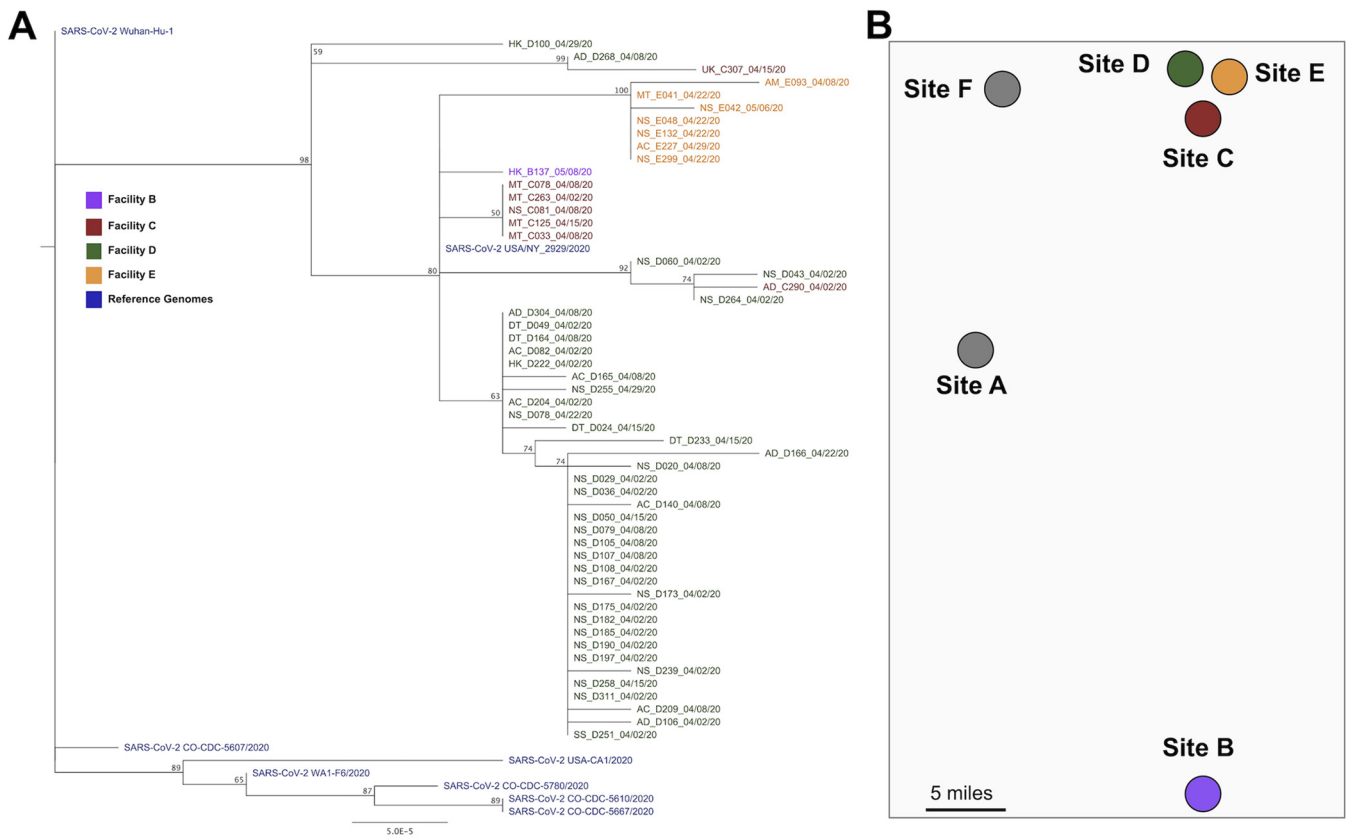 A
SARS-CoV-2 Wuhan-Hu-1
59
HK_D100_04/29/20
AD_D268_04/08/20
99
UK_C307_04/15/20
AM_E093_04/08/20
100
MT_E041_04/22/20
NS_E042_05/06/20
NS_E048_04/22/20
NS_E132_04/22/20
AC_E227_04/29/20
NS_E299_04/22/20
98
HK_B137_05/08/20
MT_C078_04/08/20
MT_C263_04/02/20
NS_C081_04/08/20
50
MT_C125_04/15/20
MT_C033_04/08/20
SARS-CoV-2 USA/NY_2929/2020
80
NS_D060_04/02/20
92
NS_D043_04/02/20
74
AD_C290_04/02/20
NS_D264_04/02/20
AD_D304_04/08/20
DT_D049_04/02/20
DT_D164_04/08/20
AC_D082_04/02/20
HK_D222_04/02/20
AC_D165_04/08/20
NS_D255_04/29/20
63
AC_D204_04/02/20
NS_D078_04/22/20
DT_D024_04/15/20
DT_D233_04/15/20
74
AD_D166_04/22/20
74
NS_D020_04/08/20
NS_D029_04/02/20
NS_D036_04/02/20
AC_D140_04/08/20
NS_D050_04/15/20
NS_D079_04/08/20
NS_D105_04/08/20
NS_D107_04/08/20
NS_D108_04/02/20
NS_D167_04/02/20
NS_D173_04/02/20
NS_D175_04/02/20
NS_D182_04/02/20
NS_D185_04/02/20
NS_D190_04/02/20
NS_D197_04/02/20
NS_D239_04/02/20
NS_D258_04/15/20
NS_D311_04/02/20
AC_D209_04/08/20
AD_D106_04/02/20
SS_D251_04/02/20
SARS-CoV-2 CO-CDC-5607/2020
SARS-CoV-2 USA-CA1/2020
89
SARS-CoV-2 WA1-F6/2020
65
SARS-CoV-2 CO-CDC-5780/2020
87
SARS-CoV-2 CO-CDC-5610/2020
89
SARS-CoV-2 CO-CDC-5667/2020
5.0E-5
Facility B
Facility C
Facility D
Facility E
Reference Genomes
B
Site D
Site E
Site F
Site C
Site A
Site B
5 miles